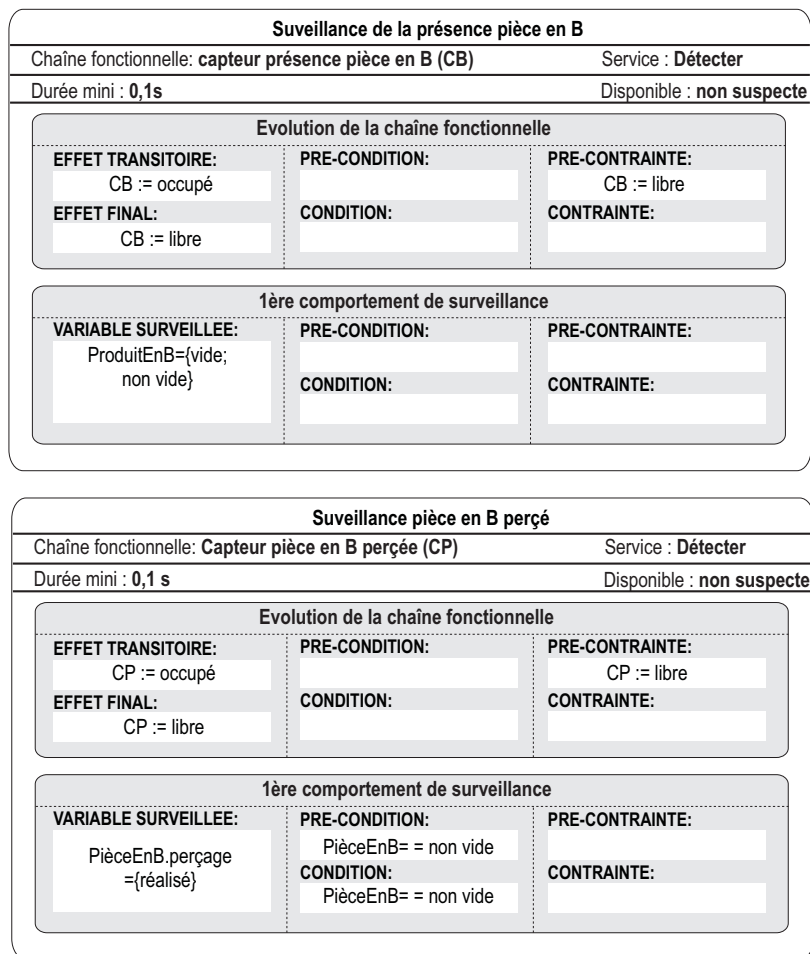 Suveillance de la présence pièce en B
Chaîne fonctionnelle: capteur présence pièce en B (CB) Service : Détecter
Durée mini : 0,1s Disponible : non suspecte
Evolution de la chaîne fonctionnelle
EFFET TRANSITOIRE: PRE-CONDITION: PRE-CONTRAINTE:
CB := occupé CB := libre
EFFET FINAL: CONDITION: CONTRAINTE:
CB := libre
1ère comportement de surveillance
VARIABLE SURVEILLEE: PRE-CONDITION: PRE-CONTRAINTE:
ProduitEnB={vide;
non vide}
CONDITION: CONTRAINTE:
Suveillance pièce en B percé
Chaîne fonctionnelle: Capteur pièce en B percée (CP) Service : Détecter
Durée mini : 0,1 s Disponible : non suspecte
Evolution de la chaîne fonctionnelle
EFFET TRANSITOIRE: PRE-CONDITION: PRE-CONTRAINTE:
CP := occupé CP := libre
EFFET FINAL: CONDITION: CONTRAINTE:
CP := libre
1ère comportement de surveillance
VARIABLE SURVEILLEE: PRE-CONDITION: PRE-CONTRAINTE:
PièceEnB.perçage PièceEnB= = non vide
={réalisé} CONDITION: CONTRAINTE:
PièceEnB= = non vide